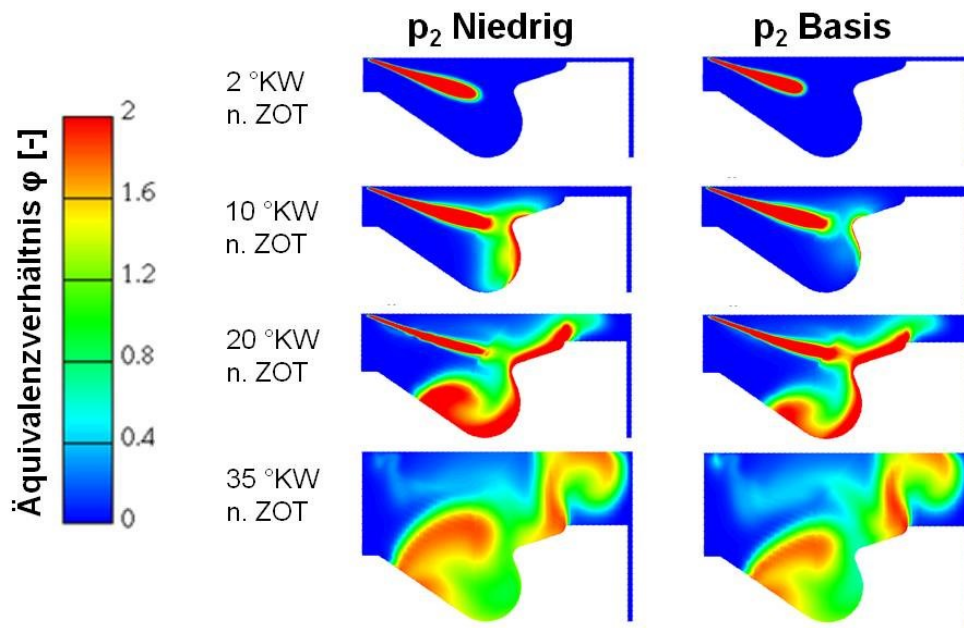 p₂ Niedrig
p₂ Basis
Äquivalenzverhältnis φ [-]
2
1.6
1.2
0.8
0.4
0
2 °KW
n. ZOT
10 °KW
n. ZOT
20 °KW
n. ZOT
35 °KW
n. ZOT